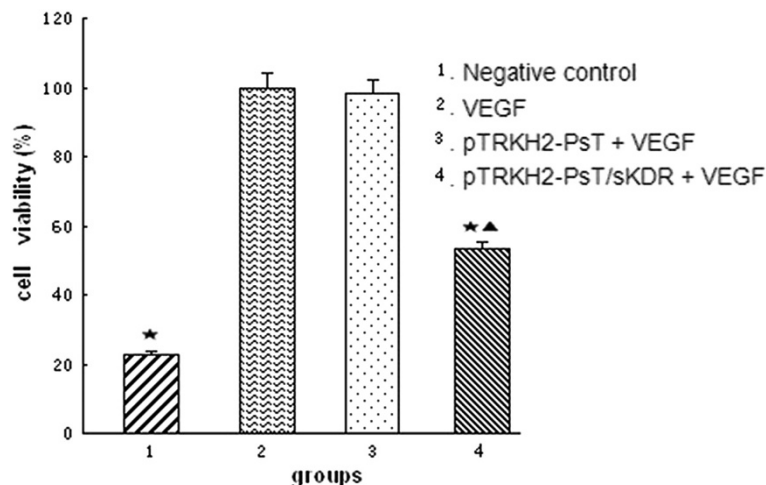 120
100
80
60
40
20
0
cell viability (%)
★
★▲
1 2 3 4
groups
1. Negative control
2. VEGF
3. pTRKH2-PsT + VEGF
4. pTRKH2-PsT/sKDR + VEGF